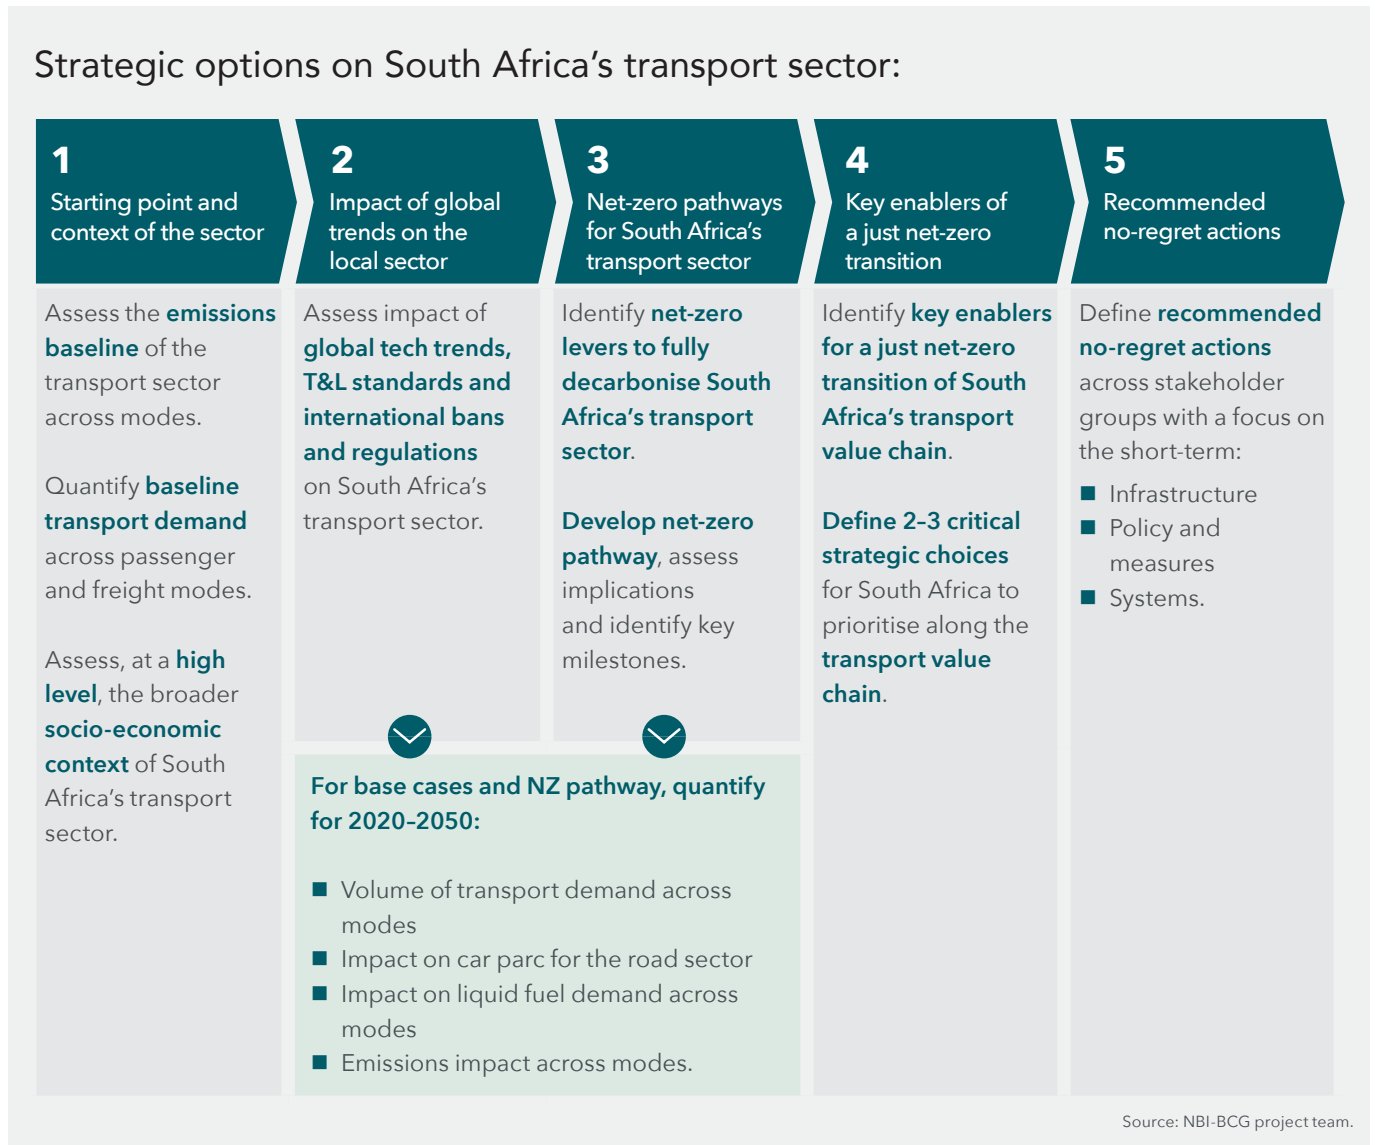 Strategic options on South Africa’s transport sector:
1
Starting point and
context of the sector
Assess the emissions
baseline of the
transport sector
across modes.
Quantify baseline
transport demand
across passenger
and freight modes.
Assess, at a high
level, the broader
socio-economic
context of South
Africa’s transport
sector.
2
Impact of global
trends on the
local sector
Assess impact of
global tech trends,
T&L standards and
international bans
and regulations
on South Africa’s
transport sector.
3
Net-zero pathways
for South Africa’s
transport sector
Identify net-zero
levers to fully
decarbonise South
Africa’s transport
sector.
Develop net-zero
pathway, assess
implications
and identify key
milestones.
For base cases and NZ pathway, quantify
for 2020–2050:
■ Volume of transport demand across
modes
■ Impact on car parc for the road sector
■ Impact on liquid fuel demand across
modes
■ Emissions impact across modes.
4
Key enablers of
a just net-zero
transition
Identify key enablers
for a just net-zero
transition of South
Africa’s transport
value chain.
Define 2–3 critical
strategic choices
for South Africa to
prioritise along the
transport value
chain.
5
Recommended
no-regret actions
Define recommended
no-regret actions
across stakeholder
groups with a focus on
the short-term:
■ Infrastructure
■ Policy and
measures
■ Systems.
Source: NBI-BCG project team.